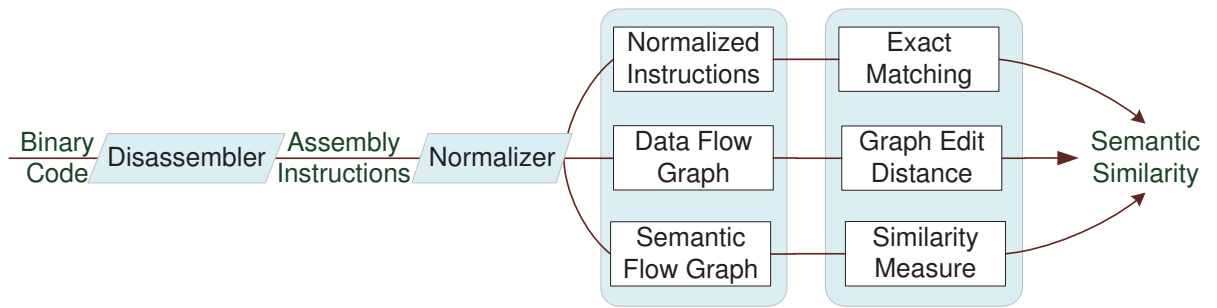 Binary
Code
Disassembler
Assembly
Instructions
Normalizer
Normalized
Instructions
Data Flow
Graph
Semantic
Flow Graph
Exact
Matching
Graph Edit
Distance
Similarity
Measure
Semantic
Similarity